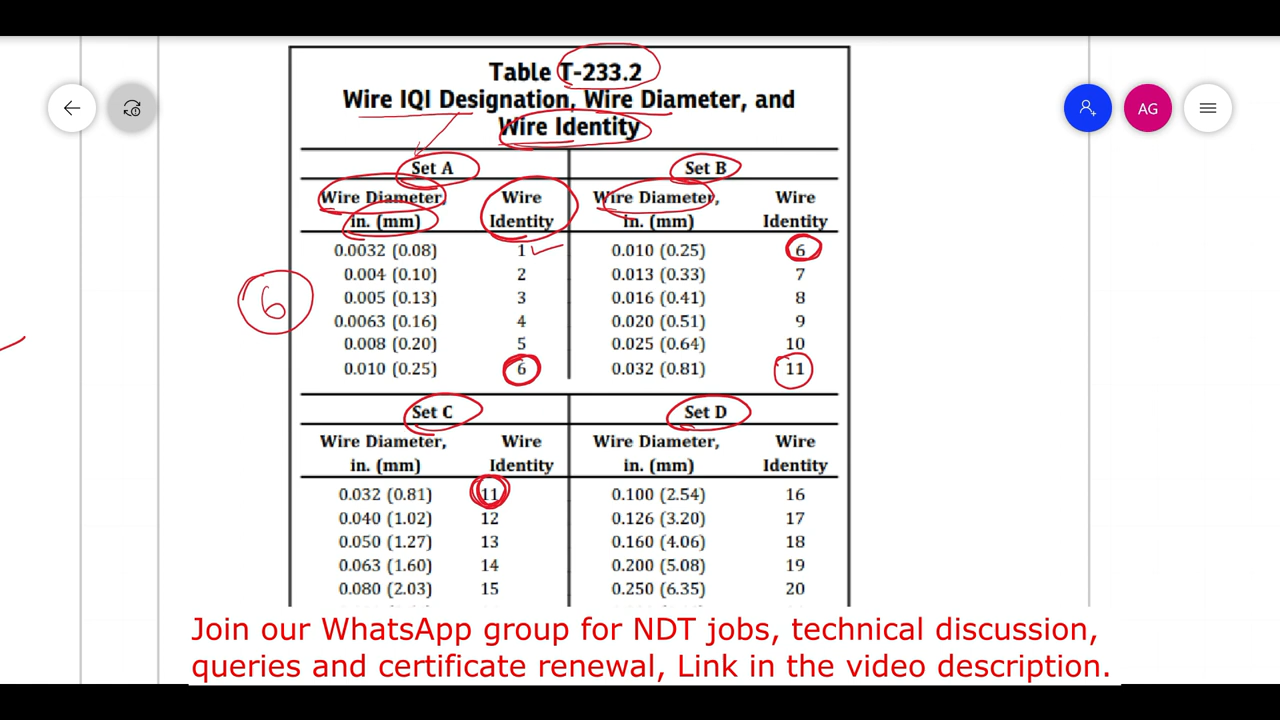 Table T-233.2
Wire IQI Designation, Wire Diameter, and
Wire Identity
Set A Set B
Wire Diameter, Wire Wire Diameter, Wire
in. (mm) Identity in. (mm) Identity
0.0032 (0.08) 1 0.010 (0.25) 6
0.004 (0.10) 2 0.013 (0.33) 7
0.005 (0.13) 3 0.016 (0.41) 8
6
0.0063 (0.16) 4 0.020 (0.51) 9
0.008 (0.20) 5 0.025 (0.64) 10
0.010 (0.25) 6 0.032 (0.81) 11
Set C Set D
Wire Diameter, Wire Wire Diameter, Wire
in. (mm) Identity in. (mm) Identity
0.032 (0.81) 11 0.100 (2.54) 16
0.040 (1.02) 12 0.126 (3.20) 17
0.050 (1.27) 13 0.160 (4.06) 18
0.063 (1.60) 14 0.200 (5.08) 19
0.080 (2.03) 15 0.250 (6.35) 20
AG
Join our WhatsApp group for NDT jobs, technical discussion,
queries and certificate renewal, Link in the video description.